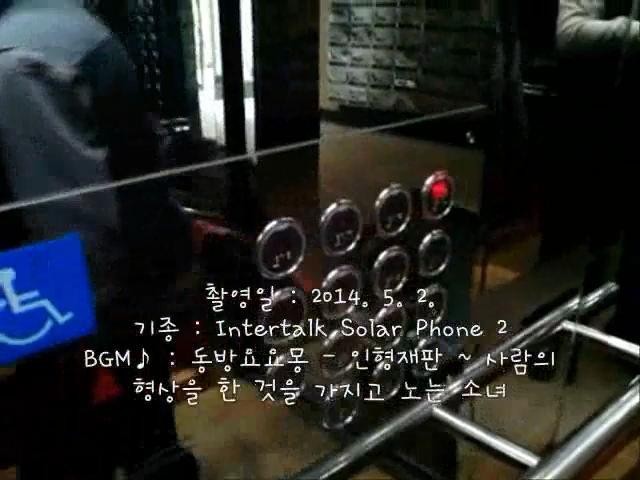 촬영일 : 2014. 5. 2.
기종 : Intertalk Solar Phone 2
BGM♪ : 동방요요몽 - 인형재판 ~ 사람의
형상을 한 것을 가지고 노는 소녀